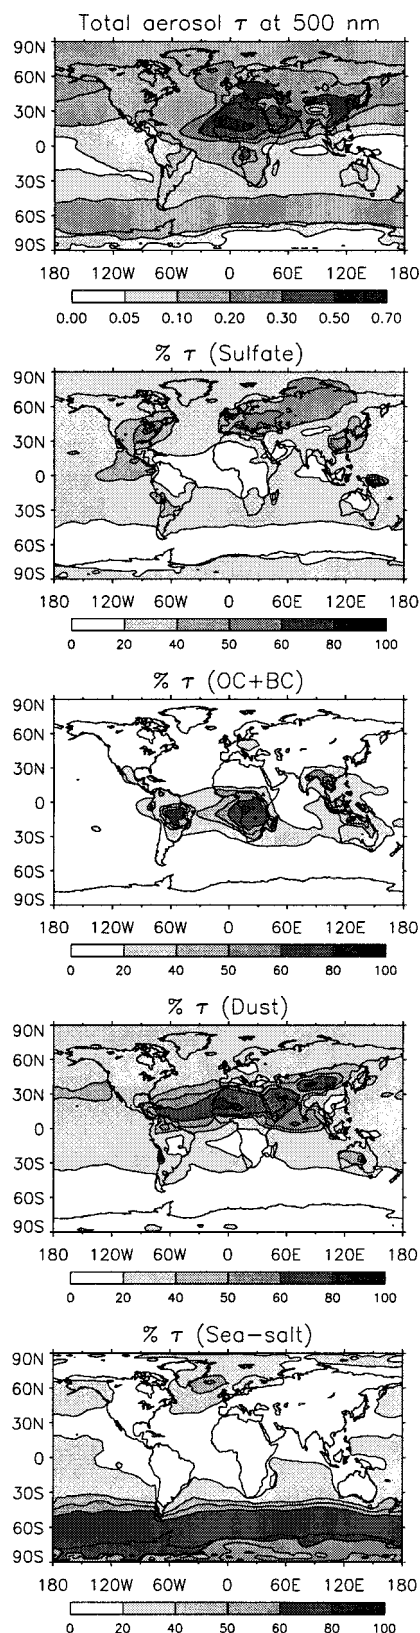 Total aerosol τ at 500 nm
90N
60N
30N
0
30S
60S
90S
180 120W 60W 0 60E 120E 180
0.00 0.05 0.10 0.20 0.30 0.50 0.70
% τ (Sulfate)
90N
60N
30N
0
30S
60S
90S
180 120W 60W 0 60E 120E 180
0 20 40 50 60 80 100
% τ (OC+BC)
90N
60N
30N
0
30S
60S
90S
180 120W 60W 0 60E 120E 180
0 20 40 50 60 80 100
% τ (Dust)
90N
60N
30N
0
30S
60S
90S
180 120W 60W 0 60E 120E 180
0 20 40 50 60 80 100
% τ (Sea-salt)
90N
60N
30N
0
30S
60S
90S
180 120W 60W 0 60E 120E 180
0 20 40 50 60 80 100